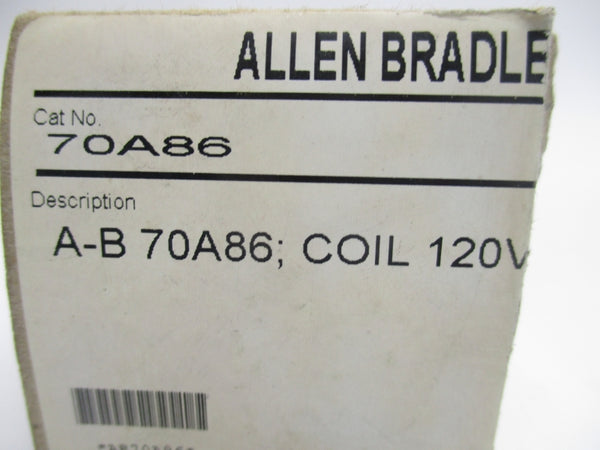 ALLEN BRADLE
Cat No.
70A86
Description
A-B 70A86; COIL 120V